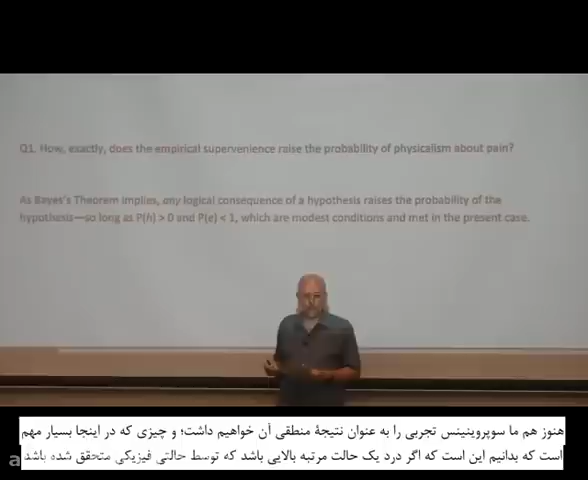 Q1. How, exactly, does the empirical supervenience raise the probability of physicalism about pain?
As Bayes's Theorem implies, any logical consequence of a hypothesis raises the probability of the
hypothesis—so long as P(h) > 0 and P(e) < 1, which are modest conditions and met in the present case.
هنوز هم ما سوپروینینس تجربی را به عنوان نتیجهٔ منطقی آن خواهیم داشت؛ و چیزی که در اینجا بسیار مهم
است که بدانیم این است که اگر درد یک حالت مرتبه بالایی باشد که توسط حالتی فیزیکی متحقق شده باشد